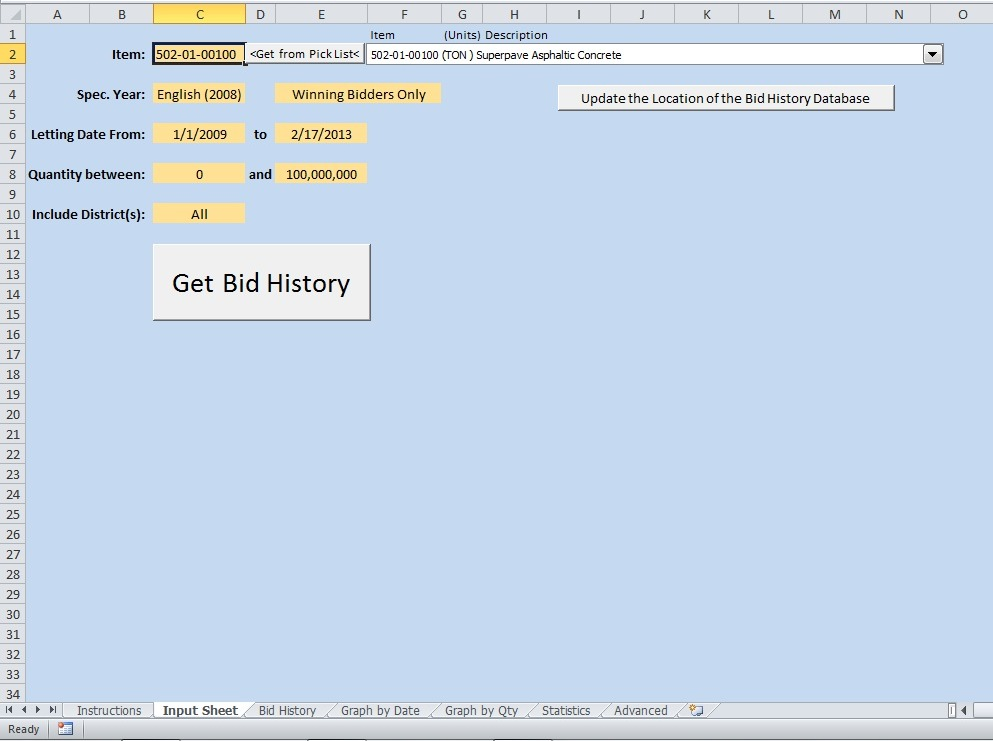 A B C D E F G H I J K L M N O
1 Item (Units) Description
2 Item: 502-01-00100 <Get from Pick List< 502-01-00100 (TON ) Superpave Asphaltic Concrete
3
4 Spec. Year: English (2008) Winning Bidders Only Update the Location of the Bid History Database
5
6 Letting Date From: 1/1/2009 to 2/17/2013
7
8 Quantity between: 0 and 100,000,000
9
10 Include District(s): All
11
12
13 Get Bid History
14
15
16
17
18
19
20
21
22
23
24
25
26
27
28
29
30
31
32
33
34
Instructions Input Sheet Bid History Graph by Date Graph by Qty Statistics Advanced
Ready